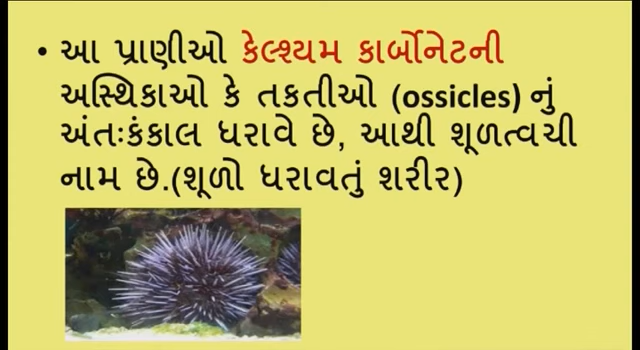 • આ પ્રાણીઓ કેલ્શ્યમ કાર્બોનેટની
અસ્થિકાઓ કે તકતીઓ (ossicles) નું
અંતઃકંકાલ ધરાવે છે, આથી શૂળત્વચી
નામ છે.(શૂળો ધરાવતું શરીર)